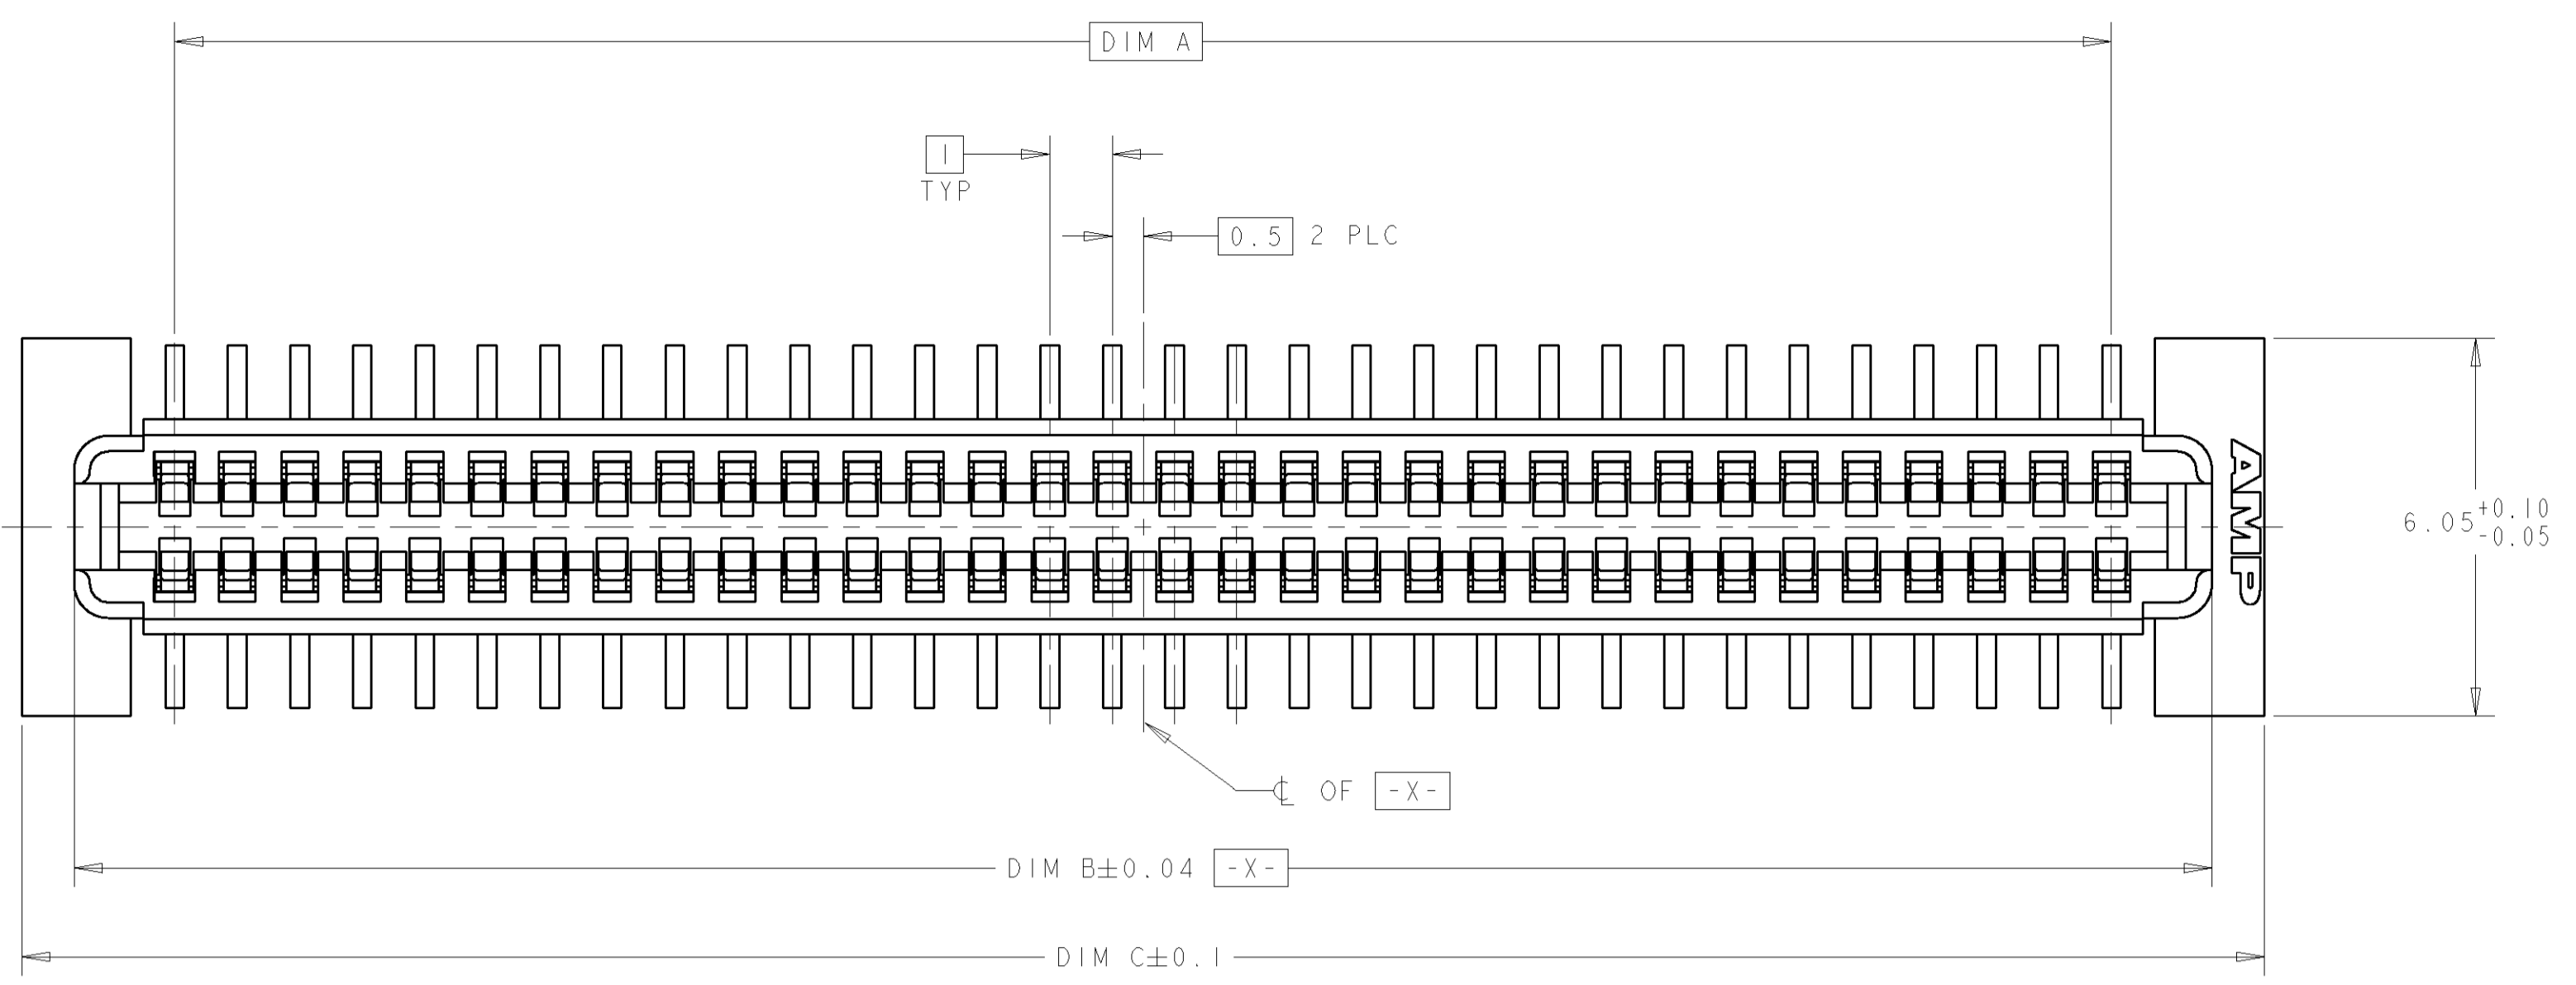 DIM A
1
TYP
0.5 2 PLC
AMP
6.05 +0.10
-0.05
℄ OF -X-
DIM B±0.04 -X-
DIM C±0.1